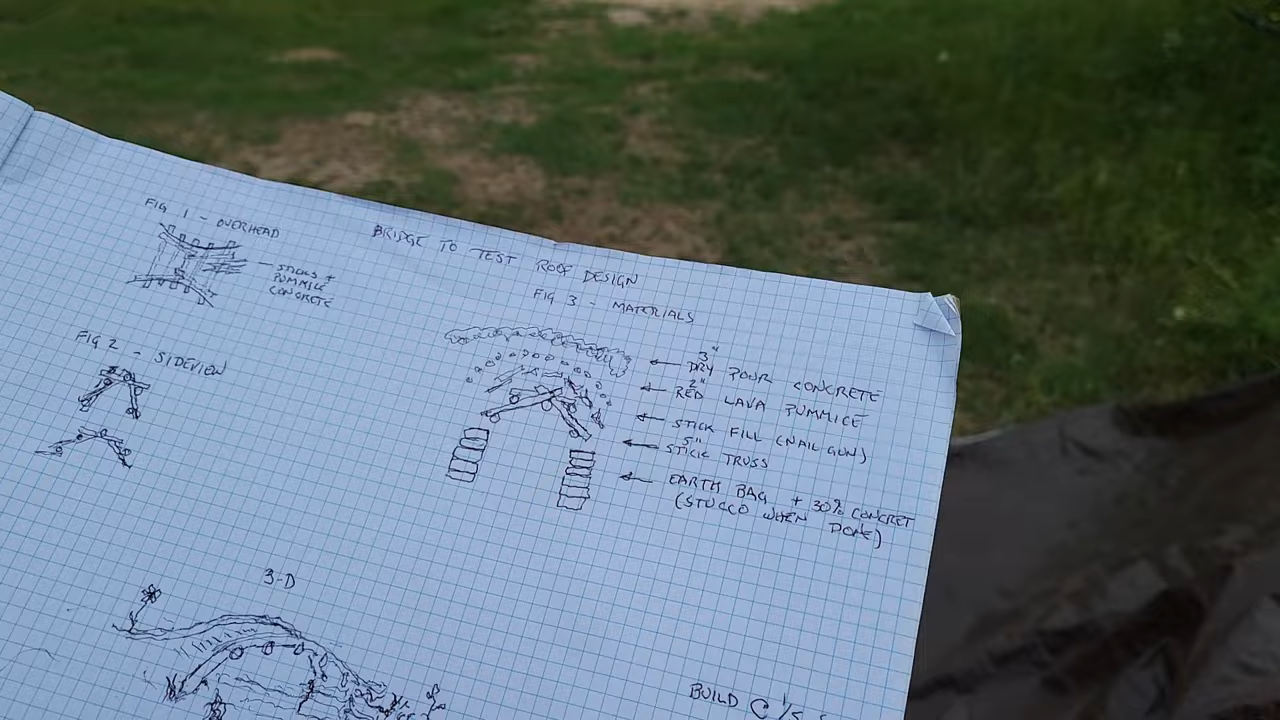 FIG 1 - OVERHEAD
STICKS +
PUMMICE
CONCRETE
BRIDGE TO TEST ROOF DESIGN
FIG 2 - SIDEVIEW
FIG 3 - MATERIALS
3"
DRY POUR CONCRETE
2"
RED LAVA PUMMICE
STICK FILL (NAIL GUN)
5"
STICK TRUSS
EARTH BAG + 30% CONCRET
(STUCCO WHEN DONE)
3-D
BUILD @